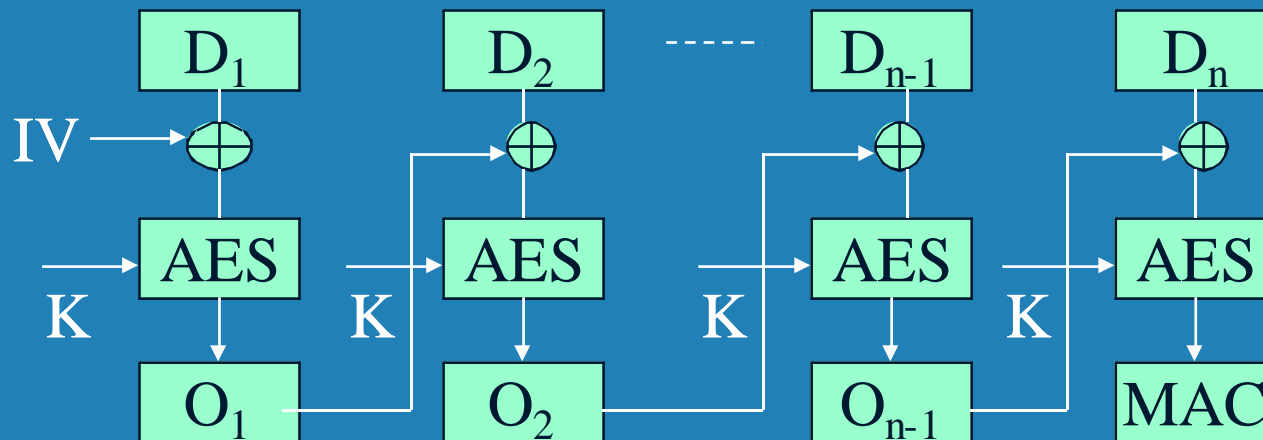 D₁ D₂ Dₙ₋₁ Dₙ
IV
AES AES AES AES
K K K K
O₁ O₂ Oₙ₋₁ MAC